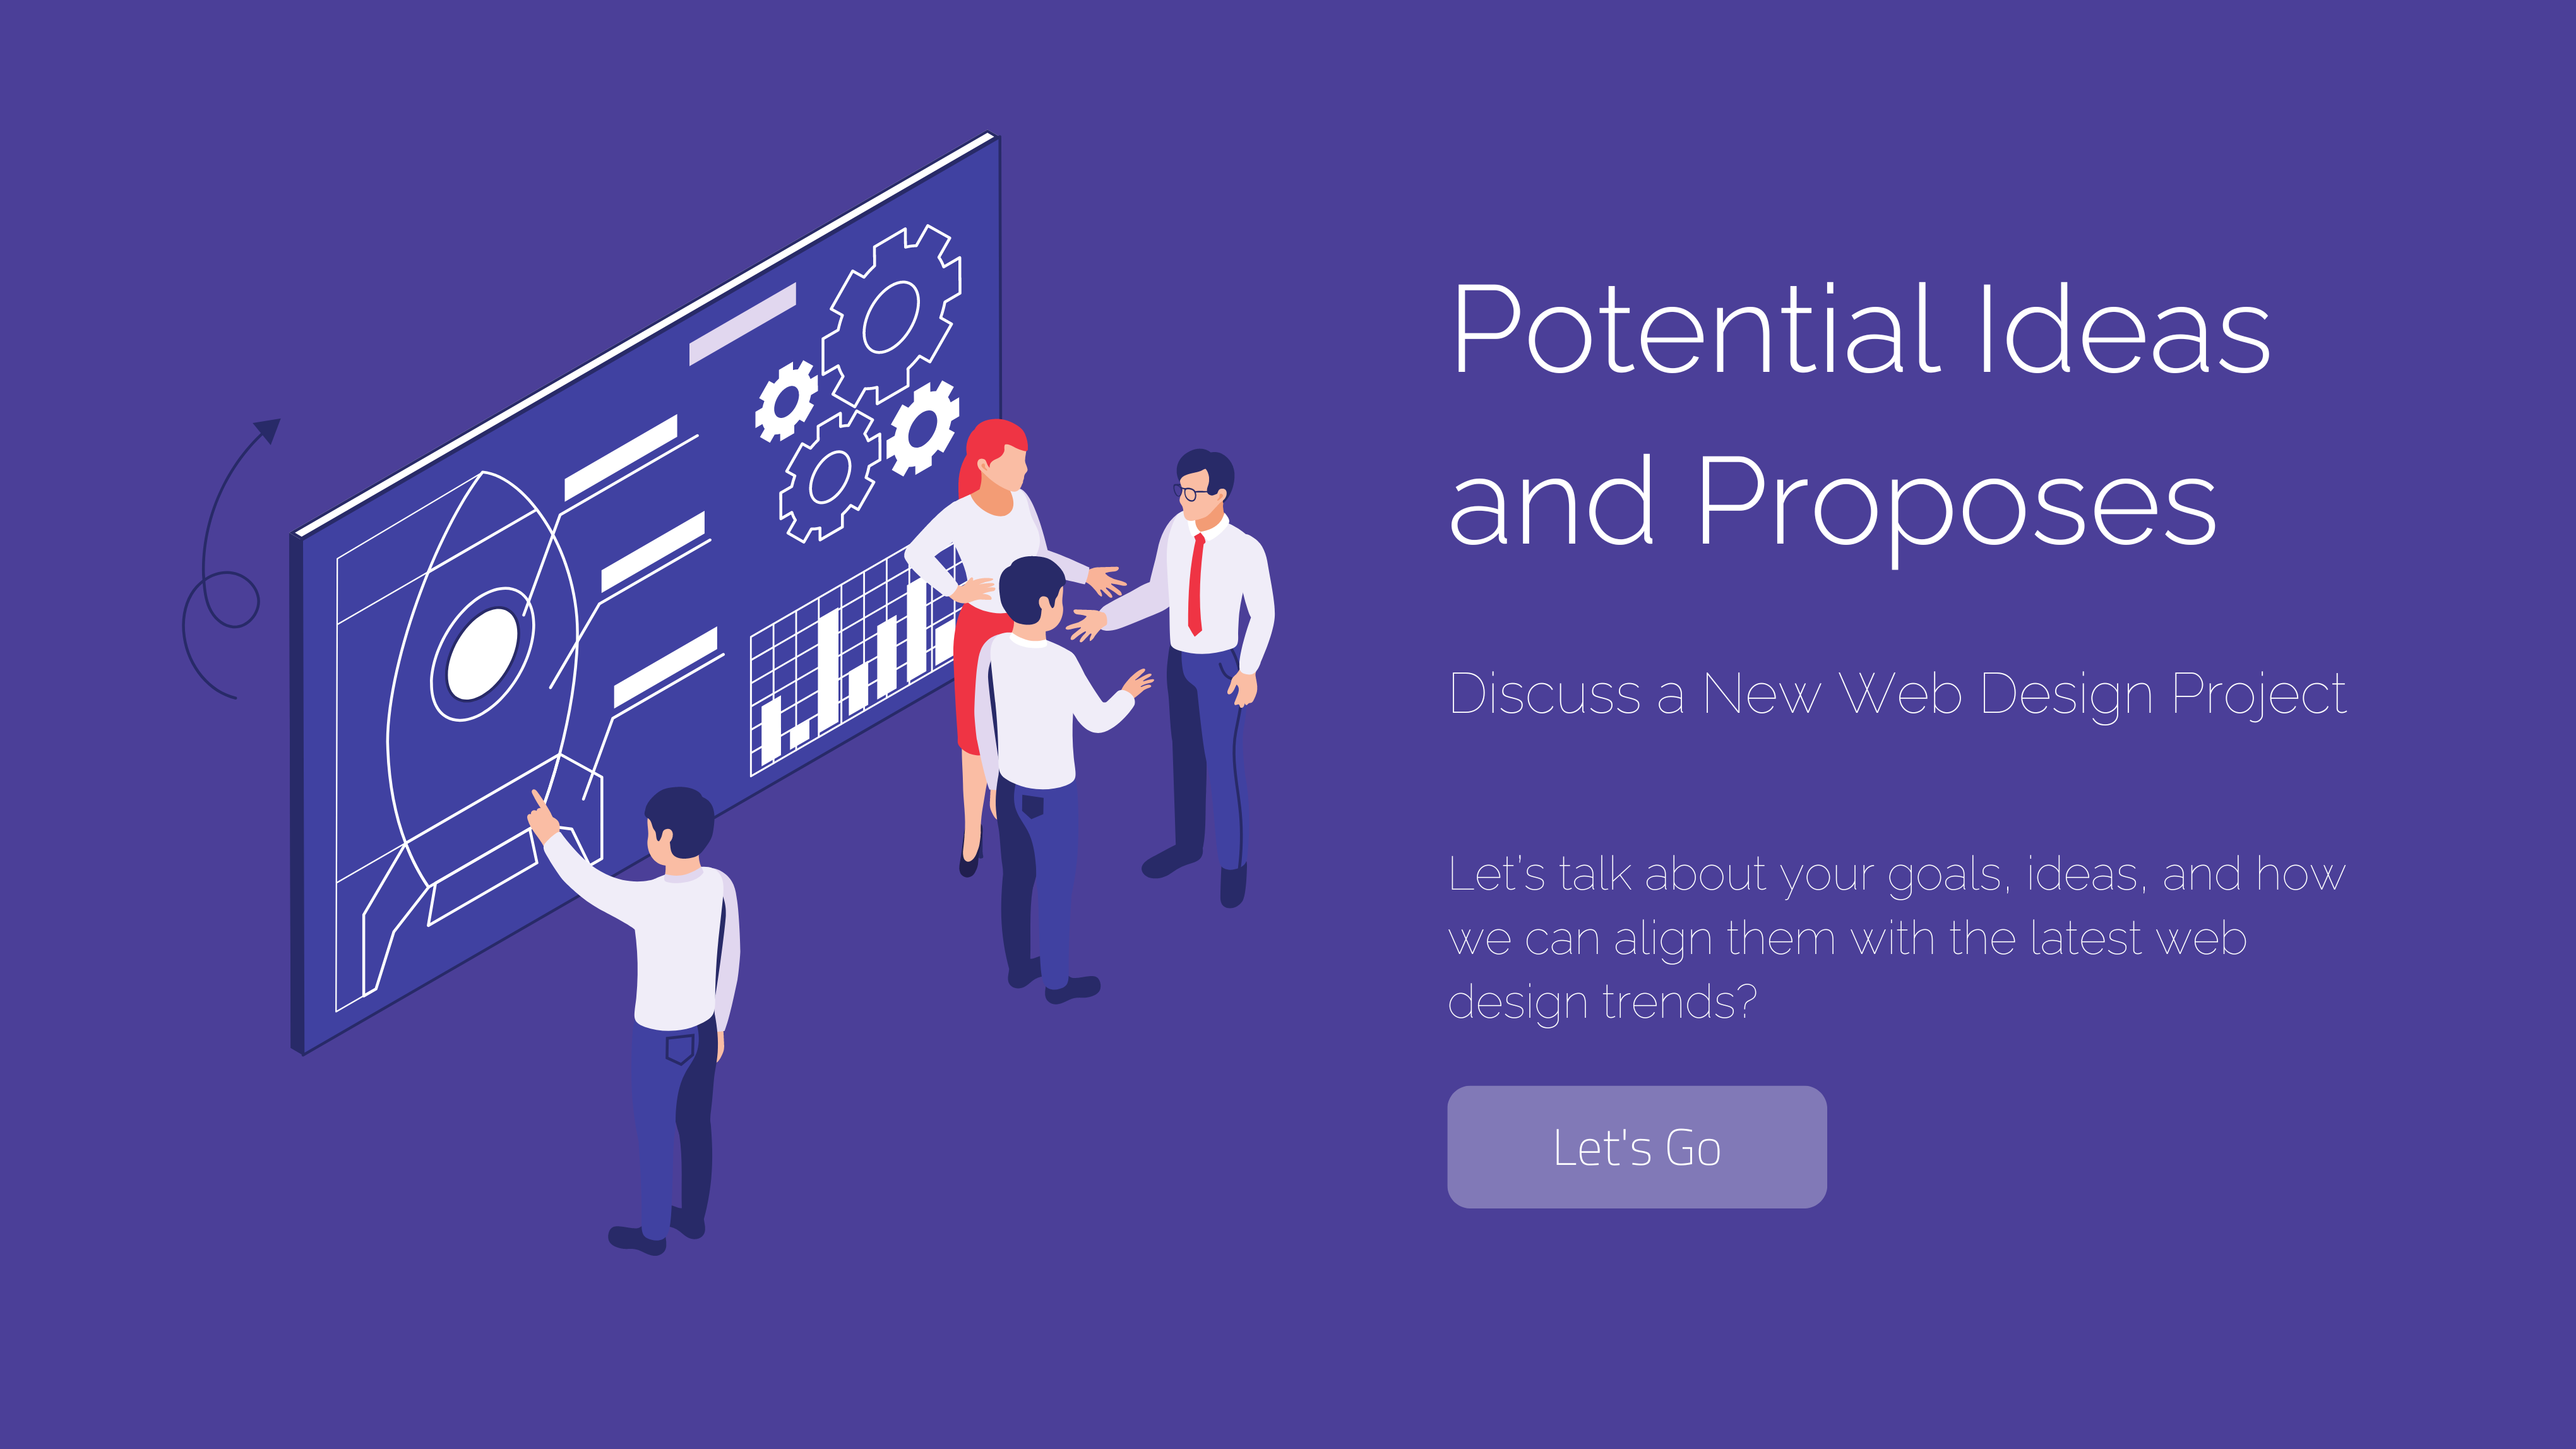 Potential Ideas
and Proposes
Discuss a New Web Design Project
Let's talk about your goals, ideas, and how
we can align them with the latest web
design trends?
Let's Go